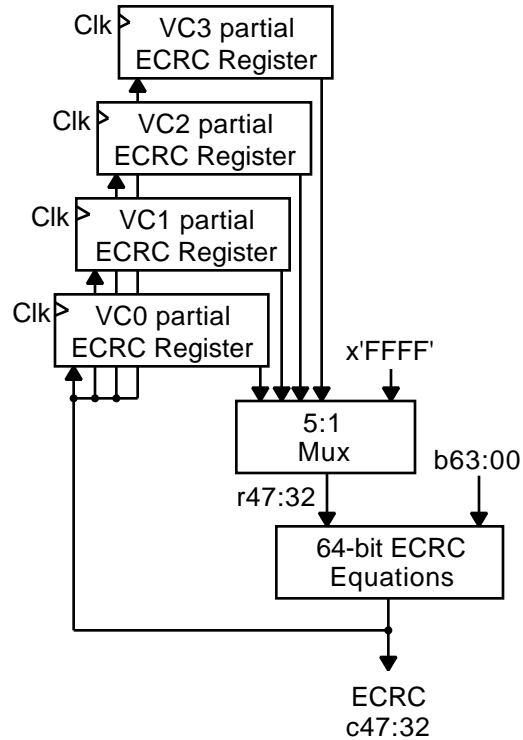 Clk
VC3 partial
ECRC Register
Clk
VC2 partial
ECRC Register
Clk
VC1 partial
ECRC Register
Clk
VC0 partial
ECRC Register
x'FFFF'
5:1
Mux
b63:00
r47:32
64-bit ECRC
Equations
ECRC
c47:32